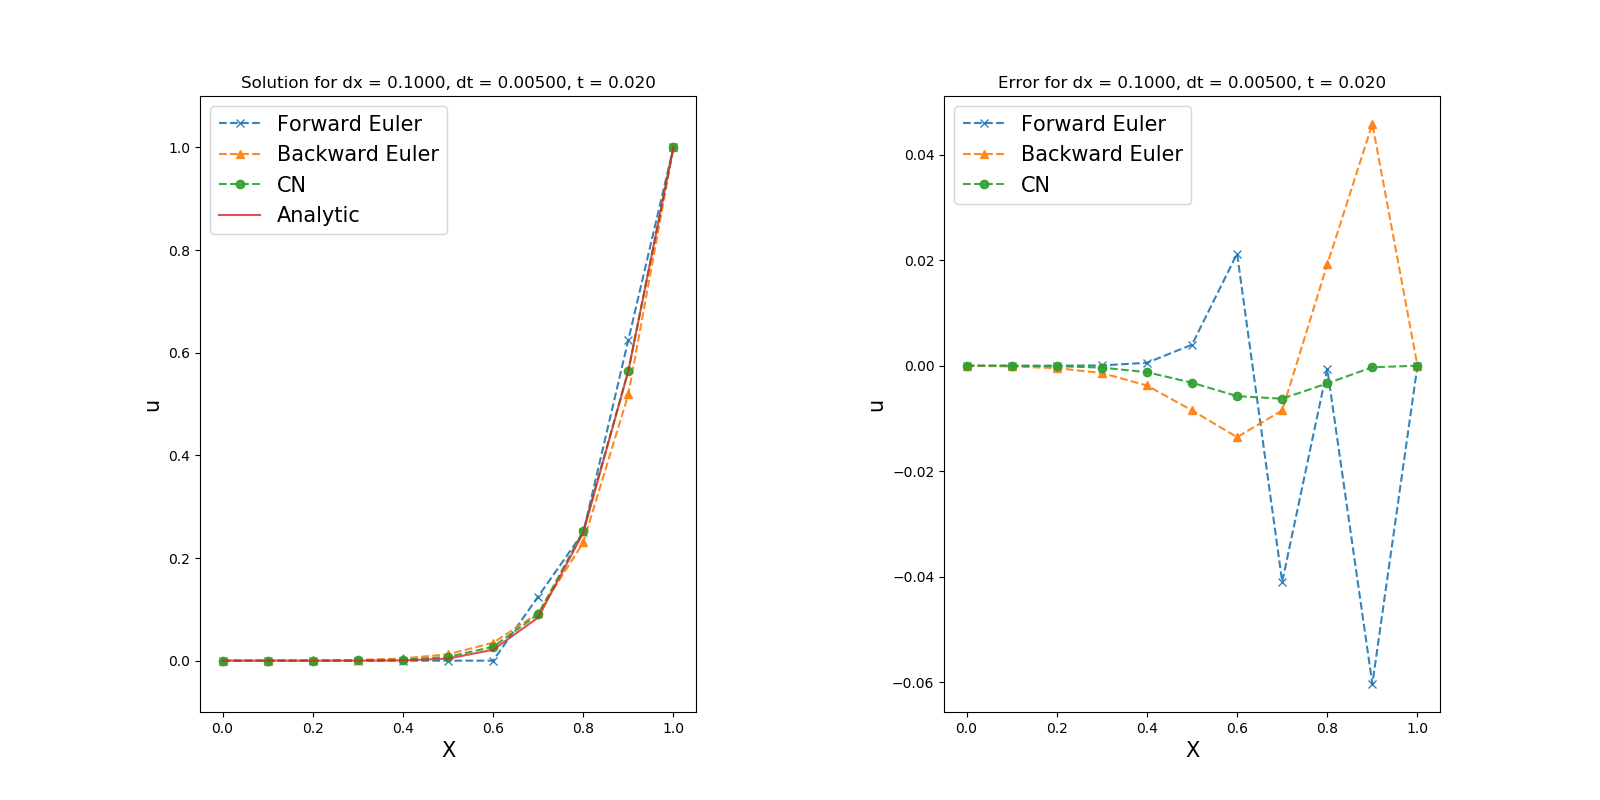 Solution for dx = 0.1000, dt = 0.00500, t = 0.020
Forward Euler
Backward Euler
CN
Analytic
1.0
0.8
0.6
0.4
0.2
0.0
u
0.0
0.2
0.4
0.6
0.8
1.0
X
Error for dx = 0.1000, dt = 0.00500, t = 0.020
Forward Euler
Backward Euler
CN
0.04
0.02
0.00
−0.02
−0.04
−0.06
u
0.0
0.2
0.4
0.6
0.8
1.0
X